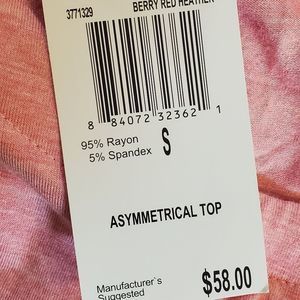 3771329 BERRY RED HEATHER
8 84072 32362 1
95% Rayon
5% Spandex S
ASYMMETRICAL TOP
Manufacturer's
Suggested $58.00